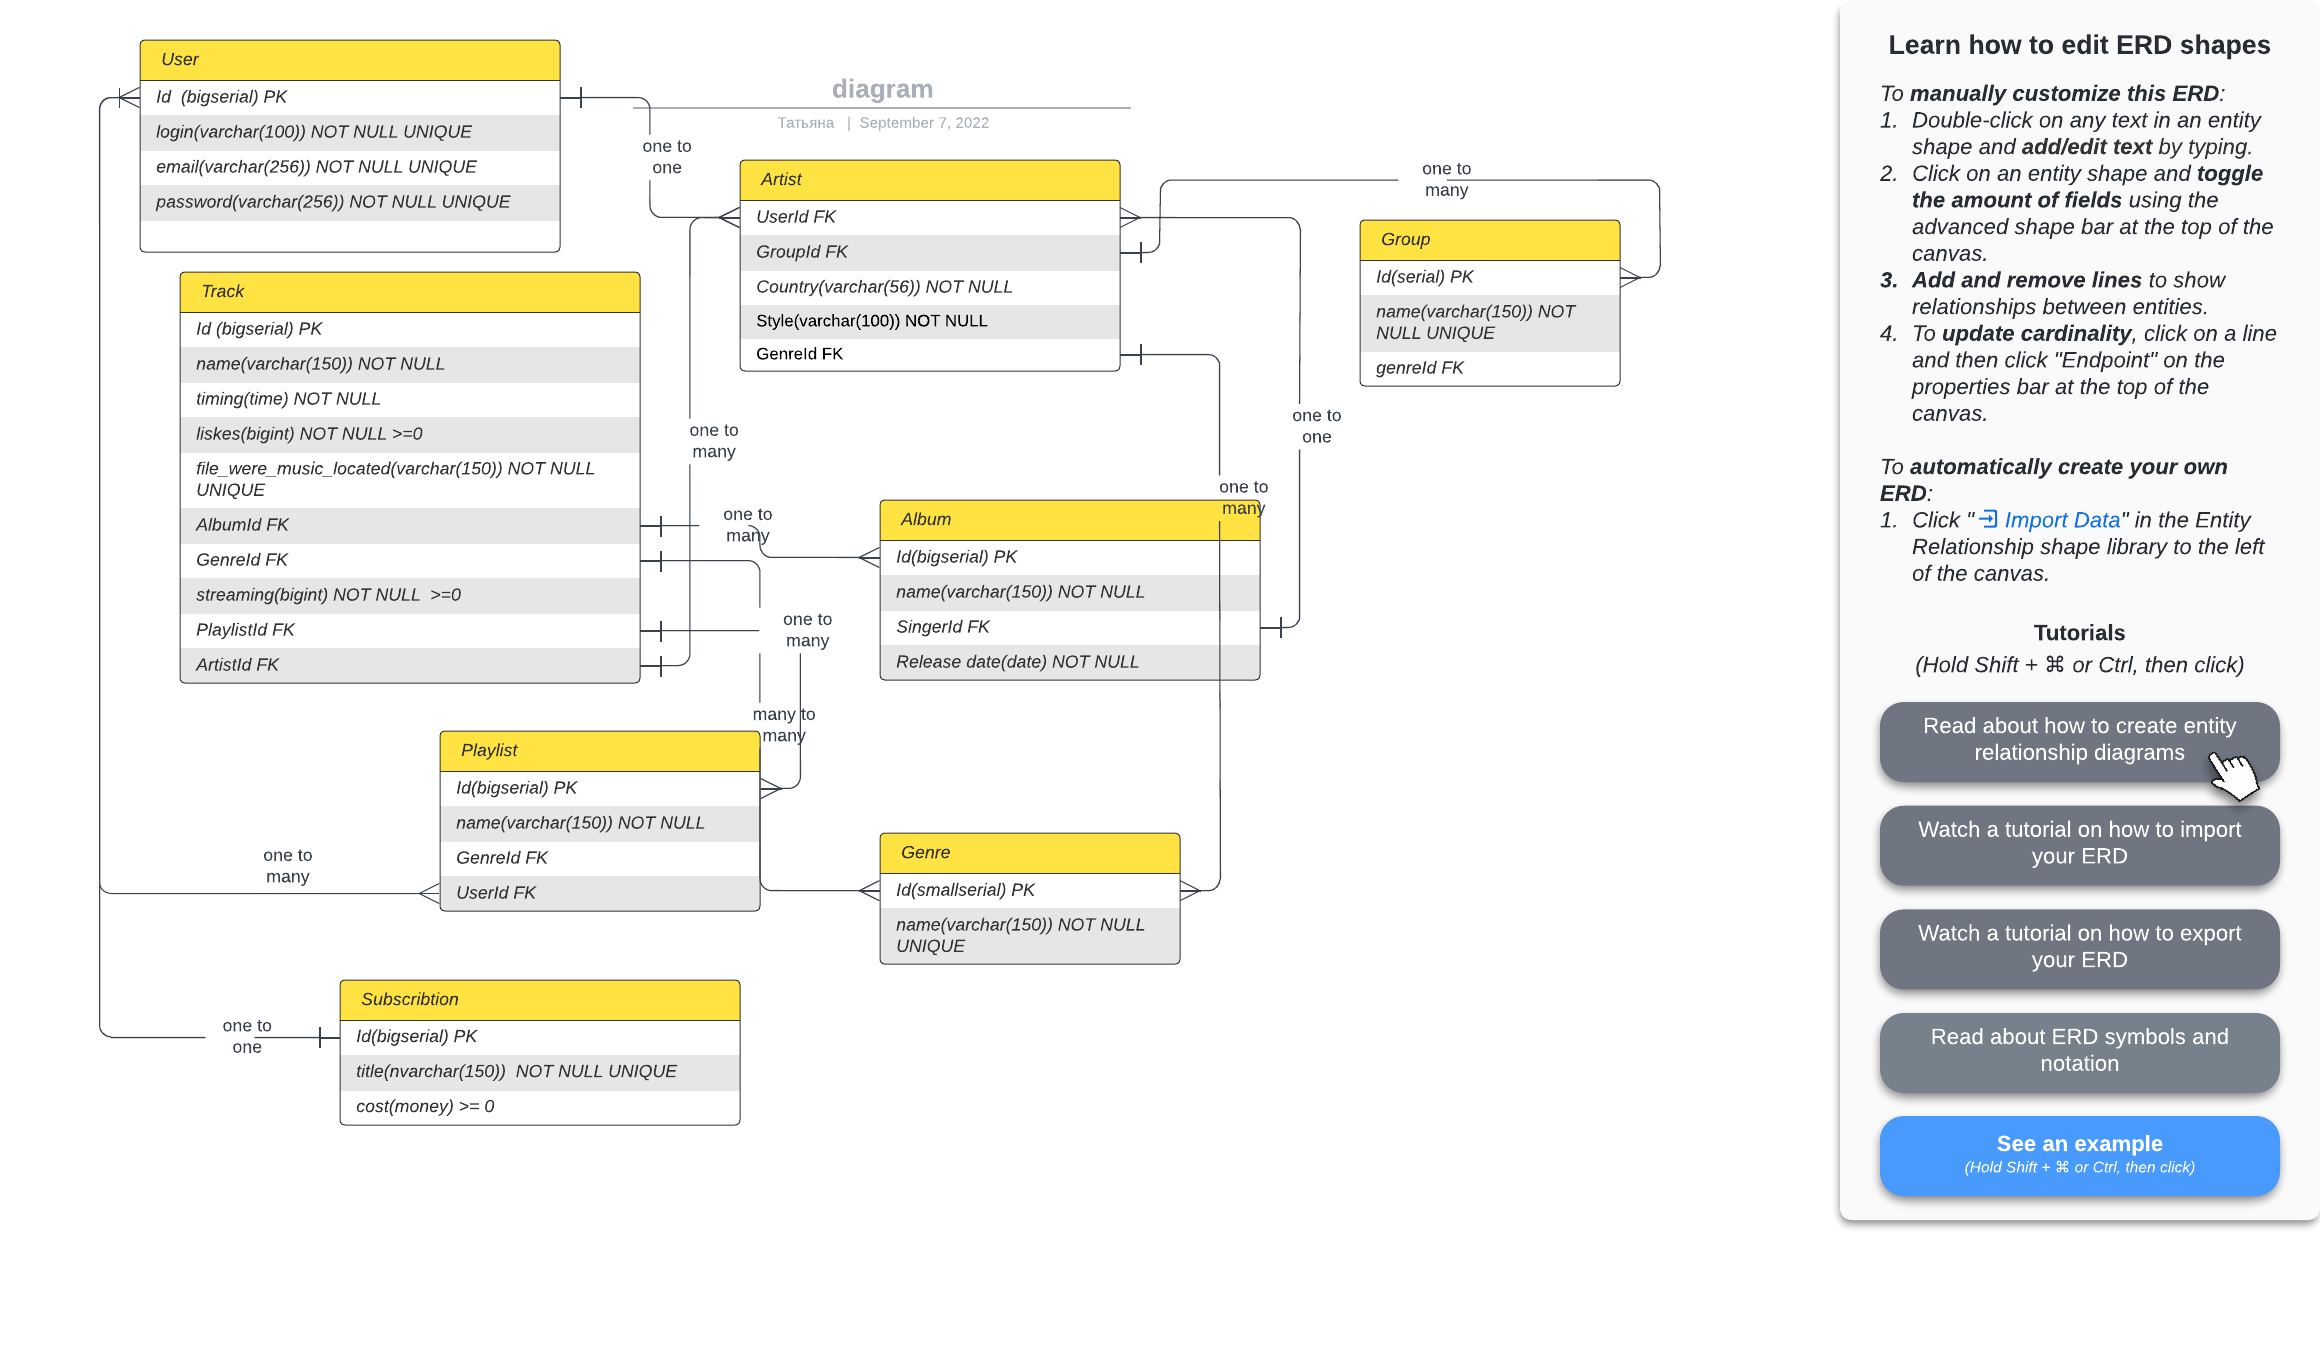 User
Id  (bigserial) PK
login(varchar(100)) NOT NULL UNIQUE
email(varchar(256)) NOT NULL UNIQUE
password(varchar(256)) NOT NULL UNIQUE
diagram
Татьяна | September 7, 2022
one to
one
Artist
UserId FK
GroupId FK
Country(varchar(56)) NOT NULL
Style(varchar(100)) NOT NULL
GenreId FK
one to
many
Group
Id(serial) PK
name(varchar(150)) NOT
NULL UNIQUE
genreId FK
Track
Id (bigserial) PK
name(varchar(150)) NOT NULL
timing(time) NOT NULL
liskes(bigint) NOT NULL >=0
file_were_music_located(varchar(150)) NOT NULL
UNIQUE
AlbumId FK
GenreId FK
streaming(bigint) NOT NULL  >=0
PlaylistId FK
ArtistId FK
one to
many
one to
one
one to
many
one to
many
Album
Id(bigserial) PK
name(varchar(150)) NOT NULL
SingerId FK
Release date(date) NOT NULL
one to
many
many to
many
Playlist
Id(bigserial) PK
name(varchar(150)) NOT NULL
GenreId FK
UserId FK
one to
many
Genre
Id(smallserial) PK
name(varchar(150)) NOT NULL
UNIQUE
Subscribtion
Id(bigserial) PK
title(nvarchar(150))  NOT NULL UNIQUE
cost(money) >= 0
one to
one
Learn how to edit ERD shapes
To manually customize this ERD:
1. Double-click on any text in an entity
shape and add/edit text by typing.
2. Click on an entity shape and toggle
the amount of fields using the
advanced shape bar at the top of the
canvas.
3. Add and remove lines to show
relationships between entities.
4. To update cardinality, click on a line
and then click "Endpoint" on the
properties bar at the top of the
canvas.
To automatically create your own
ERD:
1. Click " Import Data" in the Entity
Relationship shape library to the left
of the canvas.
Tutorials
(Hold Shift + ⌘ or Ctrl, then click)
Read about how to create entity
relationship diagrams
Watch a tutorial on how to import
your ERD
Watch a tutorial on how to export
your ERD
Read about ERD symbols and
notation
See an example
(Hold Shift + ⌘ or Ctrl, then click)